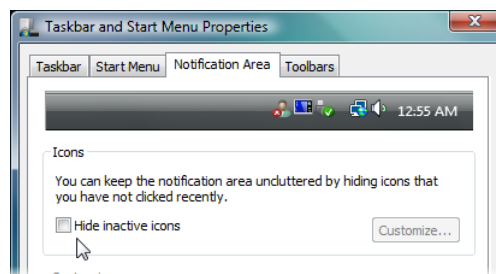 Taskbar and Start Menu Properties
Taskbar Start Menu Notification Area Toolbars
12:55 AM
Icons
You can keep the notification area uncluttered by hiding icons that
you have not clicked recently.
Hide inactive icons
Customize...